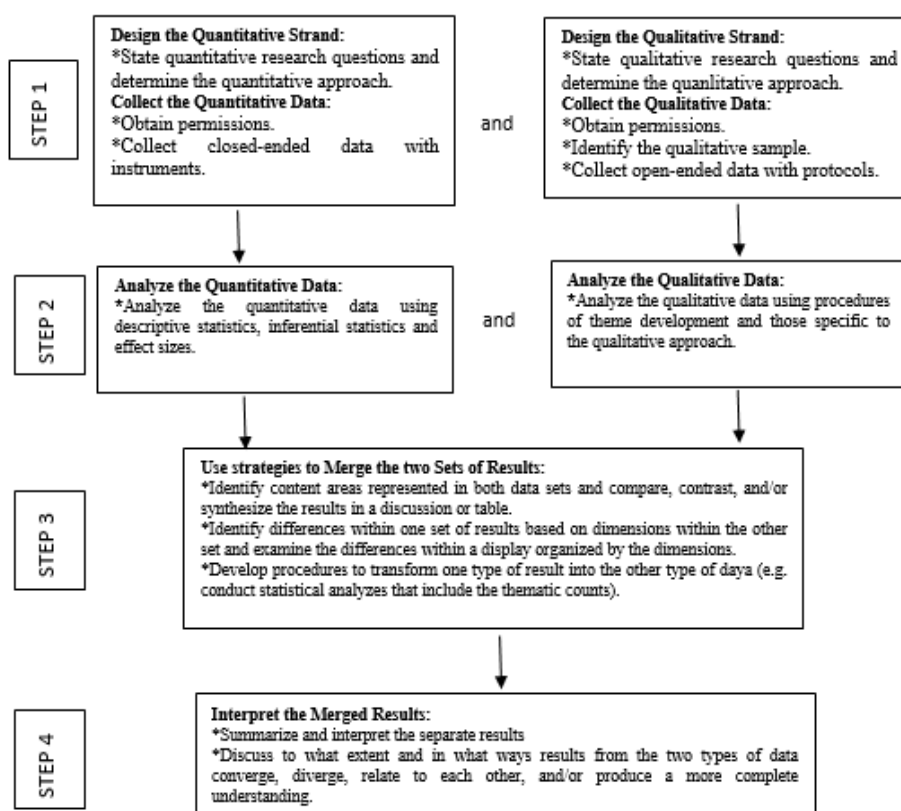 STEP 1
Design the Quantitative Strand:
*State quantitative research questions and
determine the quantitative approach.
Collect the Quantitative Data:
*Obtain permissions.
*Collect closed-ended data with
instruments.
and
Design the Qualitative Strand:
*State qualitative research questions and
determine the quanlitative approach.
Collect the Qualitative Data:
*Obtain permissions.
*Identify the qualitative sample.
*Collect open-ended data with protocols.
STEP 2
Analyze the Quantitative Data:
*Analyze the quantitative data using
descriptive statistics, inferential statistics and
effect sizes.
and
Analyze the Qualitative Data:
*Analyze the qualitative data using procedures
of theme development and those specific to
the qualitative approach.
STEP 3
Use strategies to Merge the two Sets of Results:
*Identify content areas represented in both data sets and compare, contrast, and/or
synthesize the results in a discussion or table.
*Identify differences within one set of results based on dimensions within the other
set and examine the differences within a display organized by the dimensions.
*Develop procedures to transform one type of result into the other type of daya (e.g.
conduct statistical analyzes that include the thematic counts).
STEP 4
Interpret the Merged Results:
*Summarize and interpret the separate results
*Discuss to what extent and in what ways results from the two types of data
converge, diverge, relate to each other, and/or produce a more complete
understanding.